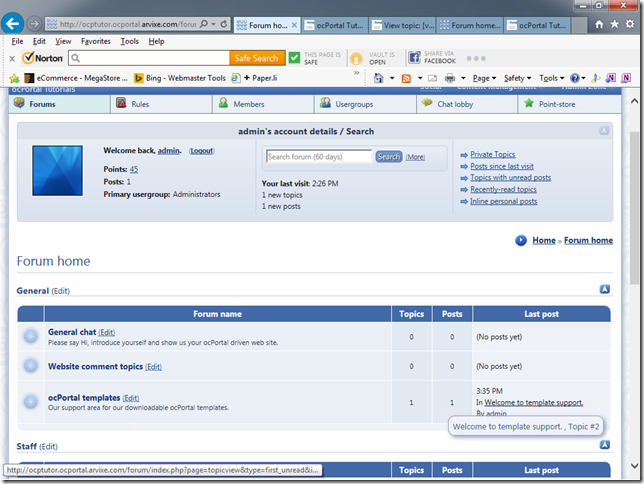 http://ocptutor.ocportal.arvixe.com/forum
Forum ho...
ocPortal Tut...
View topic: [v...
Forum home...
ocPortal Tut...
File Edit View Favorites Tools Help
Norton
Safe Search
THIS PAGE IS SAFE
VAULT IS OPEN
SHARE VIA FACEBOOK
eCommerce - MegaStore ...
Bing - Webmaster Tools
+ Paper.li
Page
Safety
Tools
ocPortal Tutorials
Forums
Rules
Members
Usergroups
Chat lobby
Point-store
admin's account details / Search
Welcome back, admin. (Logout)
Points: 45
Posts: 1
Primary usergroup: Administrators
Search forum (60 days)
Search
(More)
Your last visit: 2:26 PM
1 new topics
1 new posts
Private Topics
Posts since last visit
Topics with unread posts
Recently-read topics
Inline personal posts
Home » Forum home
Forum home
General (Edit)
Forum name Topics Posts Last post
General chat (Edit)
Please say Hi, introduce yourself and show us your ocPortal driven web site.
0 0 (No posts yet)
Website comment topics (Edit)
0 0 (No posts yet)
ocPortal templates (Edit)
Our support area for our downloadable ocPortal templates.
1 1
3:35 PM
In Welcome to template support.
By admin
Welcome to template support. , Topic #2
Staff (Edit)
http://ocptutor.ocportal.arvixe.com/forum/index.php?page=topicview&type=first_unread&i...
Forum name Topics Posts Last post